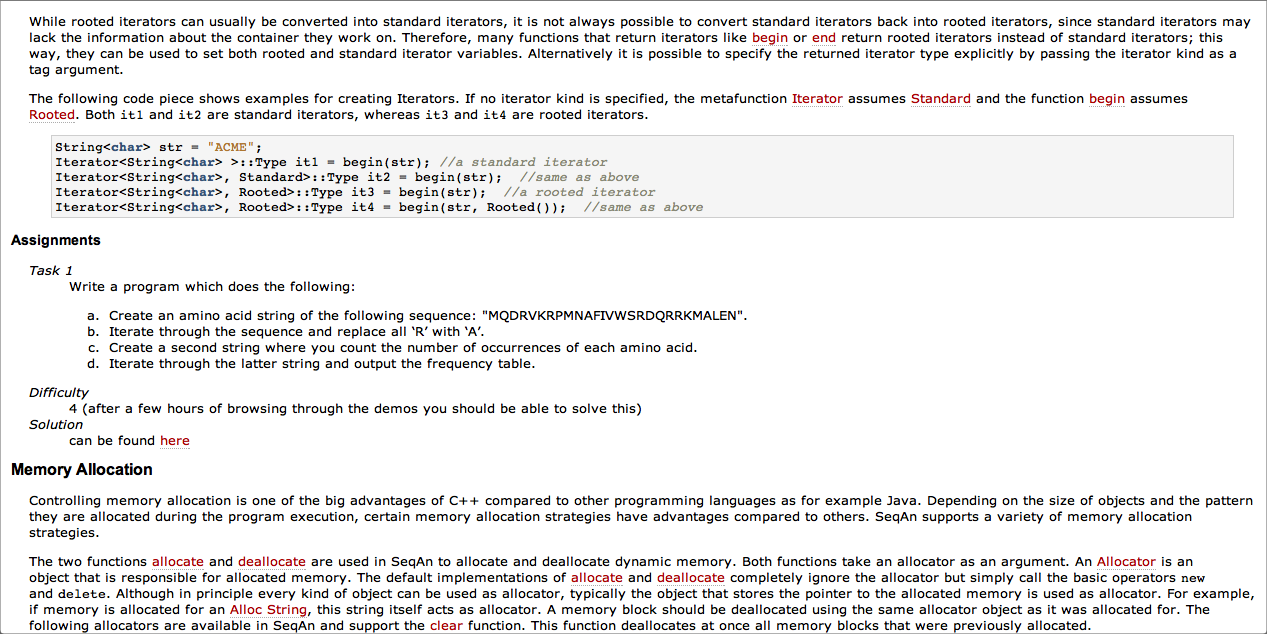 While rooted iterators can usually be converted into standard iterators, it is not always possible to convert standard iterators back into rooted iterators, since standard iterators may
lack the information about the container they work on. Therefore, many functions that return iterators like begin or end return rooted iterators instead of standard iterators; this
way, they can be used to set both rooted and standard iterator variables. Alternatively it is possible to specify the returned iterator type explicitly by passing the iterator kind as a
tag argument.
The following code piece shows examples for creating Iterators. If no iterator kind is specified, the metafunction Iterator assumes Standard and the function begin assumes
Rooted. Both it1 and it2 are standard iterators, whereas it3 and it4 are rooted iterators.
String<char> str = "ACME";
Iterator<String<char> >::Type it1 = begin(str); //a standard iterator
Iterator<String<char>, Standard>::Type it2 = begin(str);  //same as above
Iterator<String<char>, Rooted>::Type it3 = begin(str);  //a rooted iterator
Iterator<String<char>, Rooted>::Type it4 = begin(str, Rooted());  //same as above
Assignments
Task 1
Write a program which does the following:
a. Create an amino acid string of the following sequence: "MQDRVKRPMNAFIVWSRDQRRKMALEN".
b. Iterate through the sequence and replace all ‘R’ with ‘A’.
c. Create a second string where you count the number of occurrences of each amino acid.
d. Iterate through the latter string and output the frequency table.
Difficulty
4 (after a few hours of browsing through the demos you should be able to solve this)
Solution
can be found here
Memory Allocation
Controlling memory allocation is one of the big advantages of C++ compared to other programming languages as for example Java. Depending on the size of objects and the pattern
they are allocated during the program execution, certain memory allocation strategies have advantages compared to others. SeqAn supports a variety of memory allocation
strategies.
The two functions allocate and deallocate are used in SeqAn to allocate and deallocate dynamic memory. Both functions take an allocator as an argument. An Allocator is an
object that is responsible for allocated memory. The default implementations of allocate and deallocate completely ignore the allocator but simply call the basic operators new
and delete. Although in principle every kind of object can be used as allocator, typically the object that stores the pointer to the allocated memory is used as allocator. For example,
if memory is allocated for an Alloc String, this string itself acts as allocator. A memory block should be deallocated using the same allocator object as it was allocated for. The
following allocators are available in SeqAn and support the clear function. This function deallocates at once all memory blocks that were previously allocated.